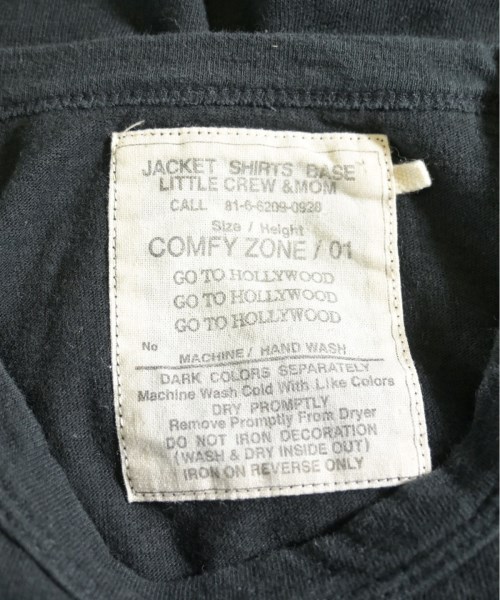 JACKET SHIRTS BASE™
LITTLE CREW & MOM
CALL 81-6-6209-0920
Size / Height
COMFY ZONE / 01
GO TO HOLLYWOOD
GO TO HOLLYWOOD
GO TO HOLLYWOOD
No
MACHINE / HAND WASH
DARK COLORS SEPARATELY
Machine Wash Cold With Like Colors
DRY PROMPTLY
Remove Promptly From Dryer
DO NOT IRON DECORATION
(WASH & DRY INSIDE OUT)
IRON ON REVERSE ONLY